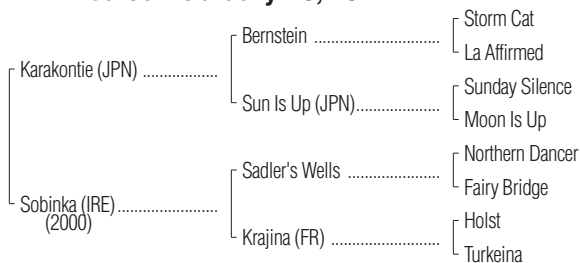 Storm Cat
Bernstein
La Affirmed
Karakontie (JPN)
Sunday Silence
Sun Is Up (JPN)
Moon Is Up
Northern Dancer
Sadler's Wells
Fairy Bridge
Sobinka (IRE)
(2000)
Holst
Krajina (FR)
Turkeina